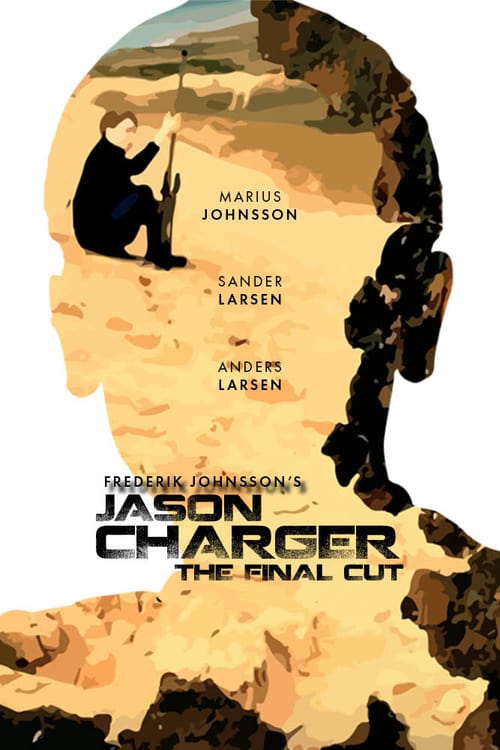 MARIUS
JOHNSSON
SANDER
LARSEN
ANDERS
LARSEN
FREDERIK JOHNSSON'S
JASON
CHARGER
THE FINAL CUT